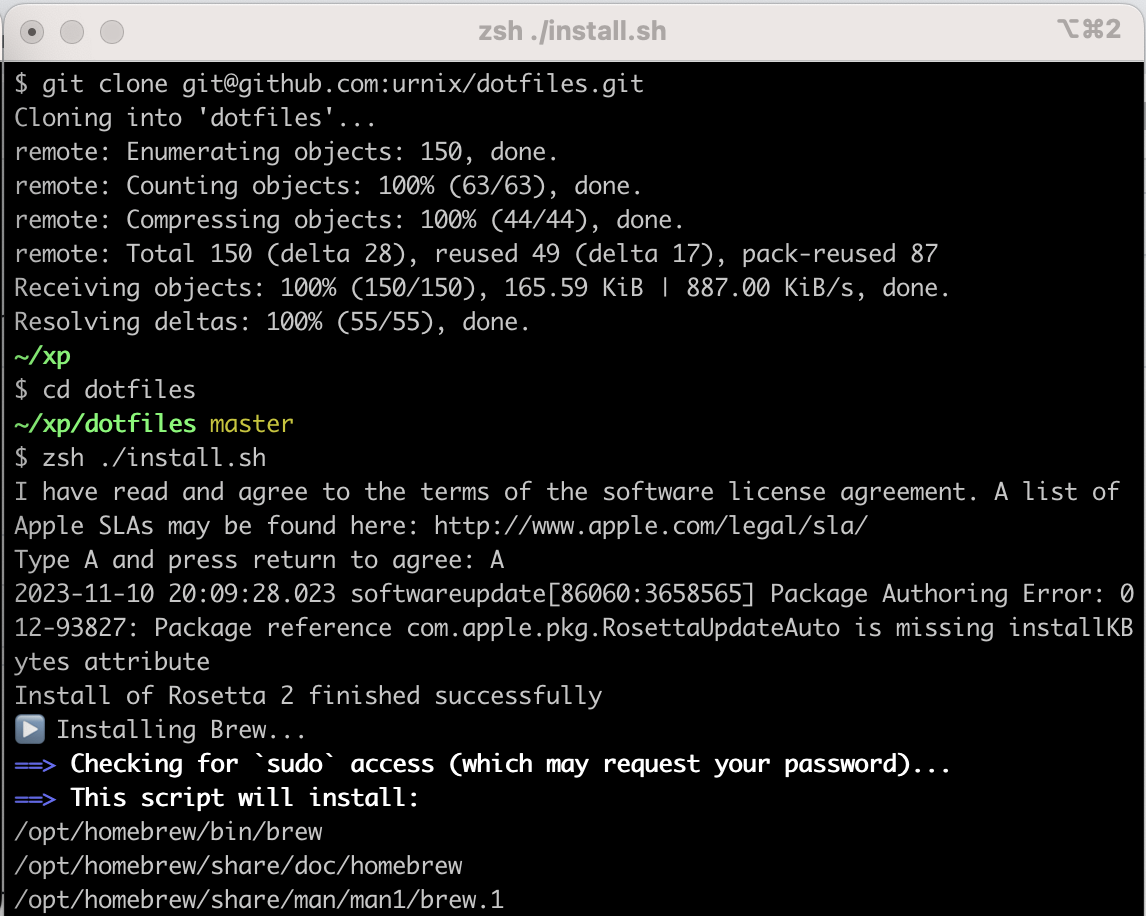 zsh ./install.sh
⌥⌘2
$ git clone git@github.com:urnix/dotfiles.git
Cloning into 'dotfiles'...
remote: Enumerating objects: 150, done.
remote: Counting objects: 100% (63/63), done.
remote: Compressing objects: 100% (44/44), done.
remote: Total 150 (delta 28), reused 49 (delta 17), pack-reused 87
Receiving objects: 100% (150/150), 165.59 KiB | 887.00 KiB/s, done.
Resolving deltas: 100% (55/55), done.
~/xp
$ cd dotfiles
~/xp/dotfiles master
$ zsh ./install.sh
I have read and agree to the terms of the software license agreement. A list of
Apple SLAs may be found here: http://www.apple.com/legal/sla/
Type A and press return to agree: A
2023-11-10 20:09:28.023 softwareupdate[86060:3658565] Package Authoring Error: 0
12-93827: Package reference com.apple.pkg.RosettaUpdateAuto is missing installKB
ytes attribute
Install of Rosetta 2 finished successfully
▶️ Installing Brew...
==> Checking for `sudo` access (which may request your password)...
==> This script will install:
/opt/homebrew/bin/brew
/opt/homebrew/share/doc/homebrew
/opt/homebrew/share/man/man1/brew.1